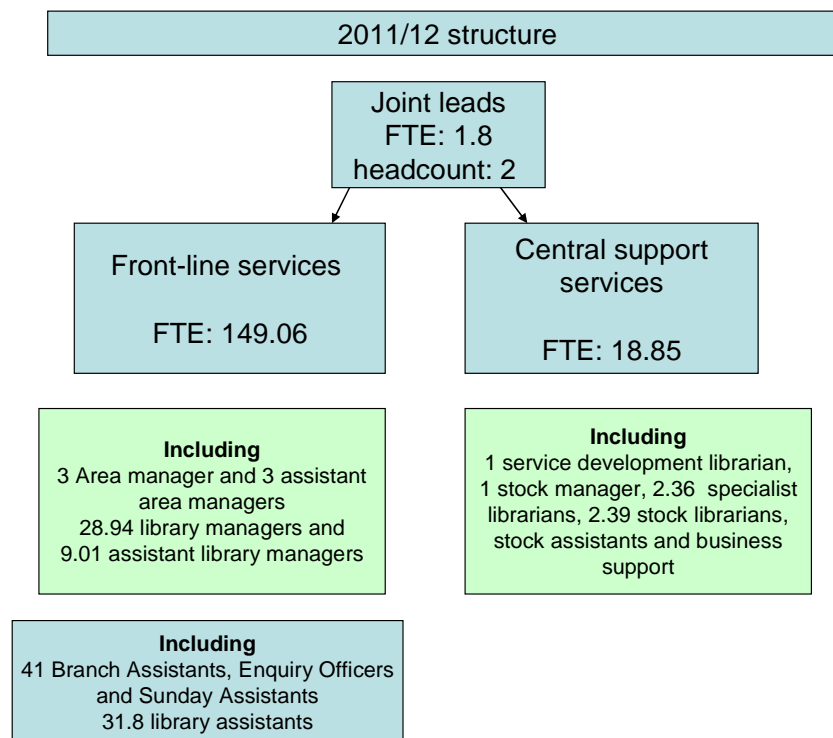 2011/12 structure
Joint leads
FTE: 1.8
headcount: 2
Front-line services
FTE: 149.06
Central support
services
FTE: 18.85
Including
3 Area manager and 3 assistant
area managers
28.94 library managers and
9.01 assistant library managers
Including
1 service development librarian,
1 stock manager, 2.36 specialist
librarians, 2.39 stock librarians,
stock assistants and business
support
Including
41 Branch Assistants, Enquiry Officers
and Sunday Assistants
31.8 library assistants